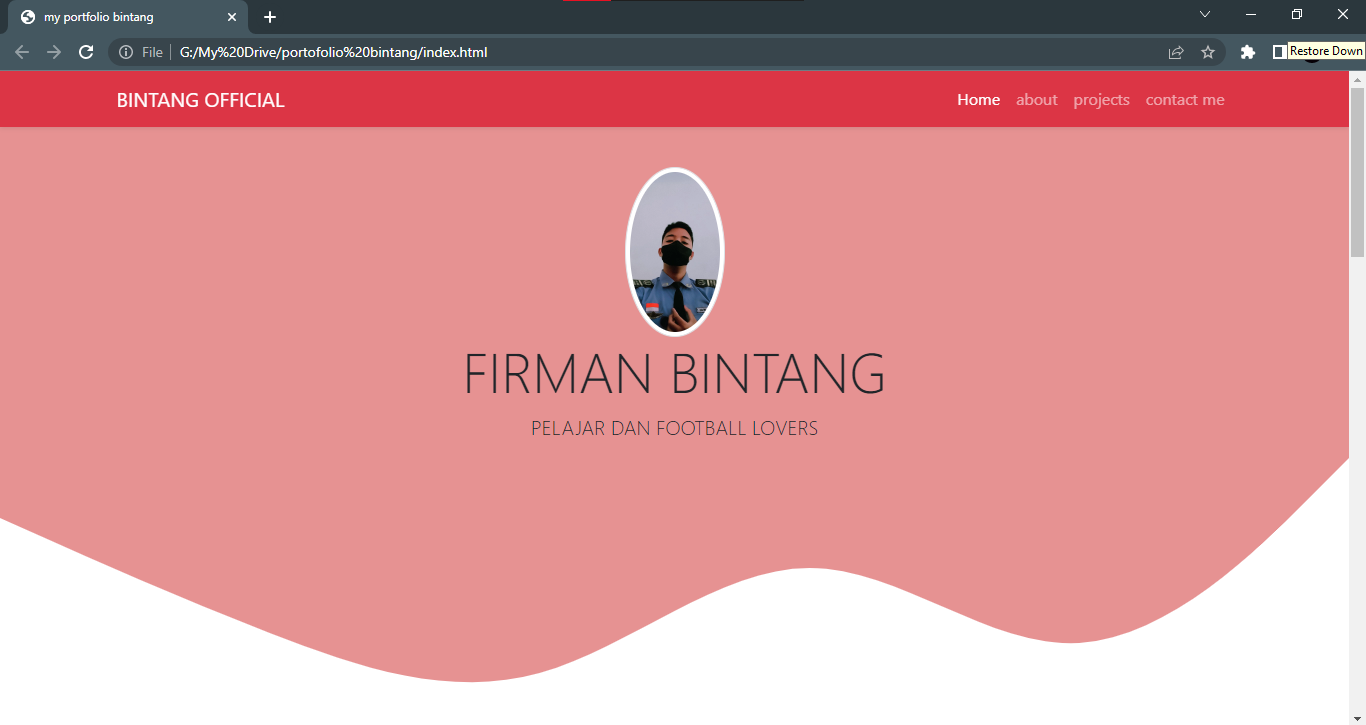 my portfolio bintang
File G:/My%20Drive/portofolio%20bintang/index.html
Restore Down
BINTANG OFFICIAL Home about projects contact me
FIRMAN BINTANG
PELAJAR DAN FOOTBALL LOVERS